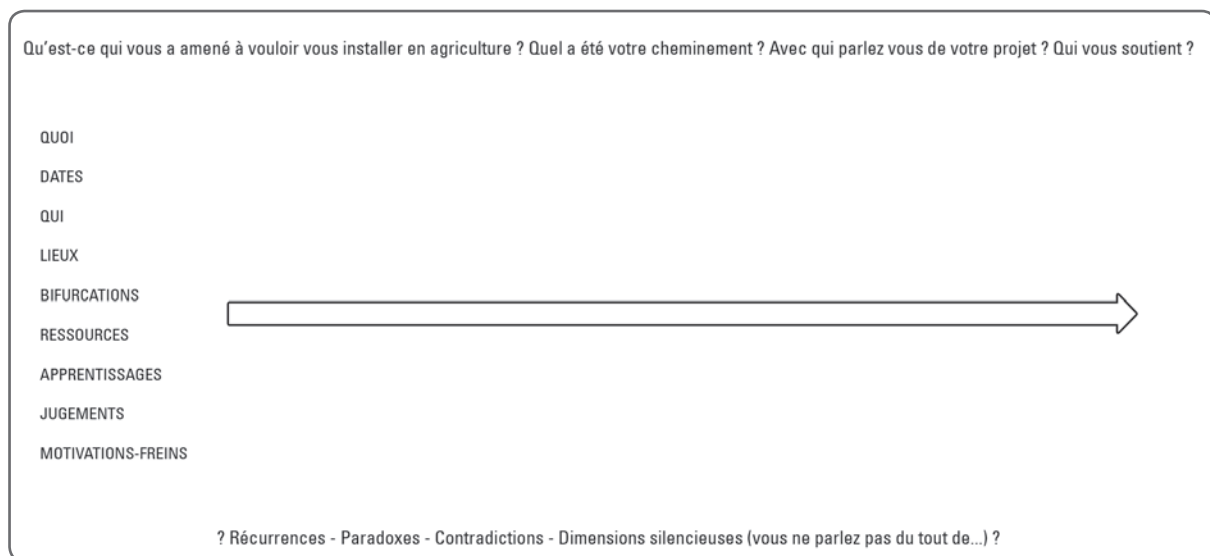 Qu'est-ce qui vous a amené à vouloir vous installer en agriculture ? Quel a été votre cheminement ? Avec qui parlez vous de votre projet ? Qui vous soutient ?
QUOI
DATES
QUI
LIEUX
BIFURCATIONS
RESSOURCES
APPRENTISSAGES
JUGEMENTS
MOTIVATIONS-FREINS
? Récurrences - Paradoxes - Contradictions - Dimensions silencieuses (vous ne parlez pas du tout de...) ?